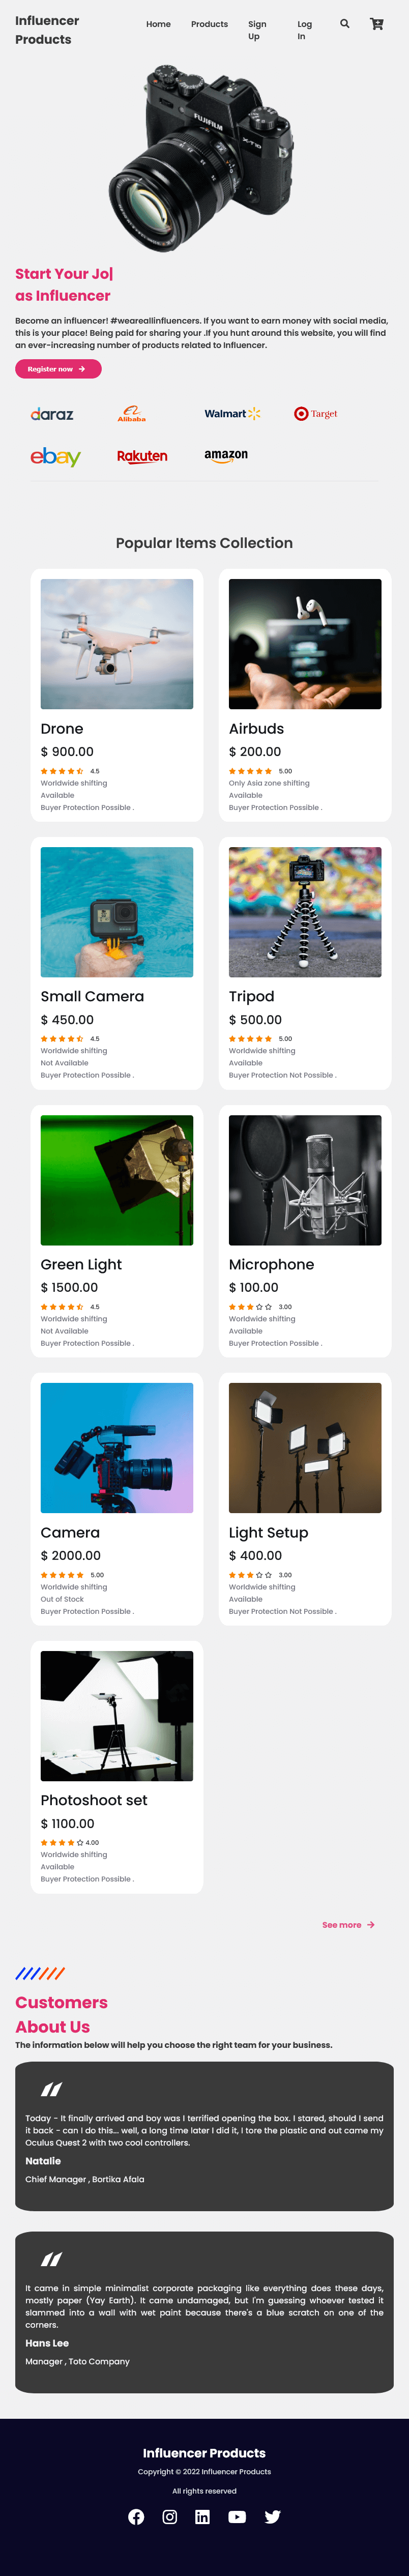 Influencer
Products
Home
Products
Sign
Up
Log
In
X-T10
FUJIFILM
Start Your Jo|
as Influencer
Become an influencer! #weareallinfluencers. If you want to earn money with social media,
this is your place! Being paid for sharing your .If you hunt around this website, you will find
an ever-increasing number of products related to Influencer.
Register now
daraz
Alibaba
Walmart
Target
ebay
Rakuten
amazon
Popular Items Collection
Drone
$ 900.00
4.5
Worldwide shifting
Available
Buyer Protection Possible .
Airbuds
$ 200.00
5.00
Only Asia zone shifting
Available
Buyer Protection Possible .
Small Camera
$ 450.00
4.5
Worldwide shifting
Not Available
Buyer Protection Possible .
Tripod
$ 500.00
5.00
Worldwide shifting
Available
Buyer Protection Not Possible .
Green Light
$ 1500.00
4.5
Worldwide shifting
Not Available
Buyer Protection Possible .
Microphone
$ 100.00
3.00
Worldwide shifting
Available
Buyer Protection Possible .
Camera
$ 2000.00
5.00
Worldwide shifting
Out of Stock
Buyer Protection Possible .
Light Setup
$ 400.00
3.00
Worldwide shifting
Available
Buyer Protection Not Possible .
Photoshoot set
$ 1100.00
4.00
Worldwide shifting
Available
Buyer Protection Possible .
See more
Customers
About Us
The information below will help you choose the right team for your business.
Today - It finally arrived and boy was I terrified opening the box. I stared, should I send
it back - can I do this... well, a long time later I did it, I tore the plastic and out came my
Oculus Quest 2 with two cool controllers.
Natalie
Chief Manager , Bortika Afala
It came in simple minimalist corporate packaging like everything does these days,
mostly paper (Yay Earth). It came undamaged, but I'm guessing whoever tested it
slammed into a wall with wet paint because there's a blue scratch on one of the
corners.
Hans Lee
Manager , Toto Company
Influencer Products
Copyright © 2022 Influencer Products
All rights reserved